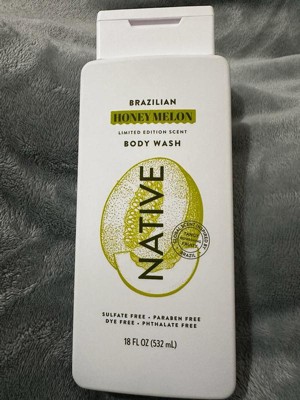 BRAZILIAN
HONEY MELON
LIMITED EDITION SCENT
BODY WASH
NATIVE
BRAZIL
SULFATE FREE • PARABEN FREE
DYE FREE • PHTHALATE FREE
18 FL OZ (532 mL)